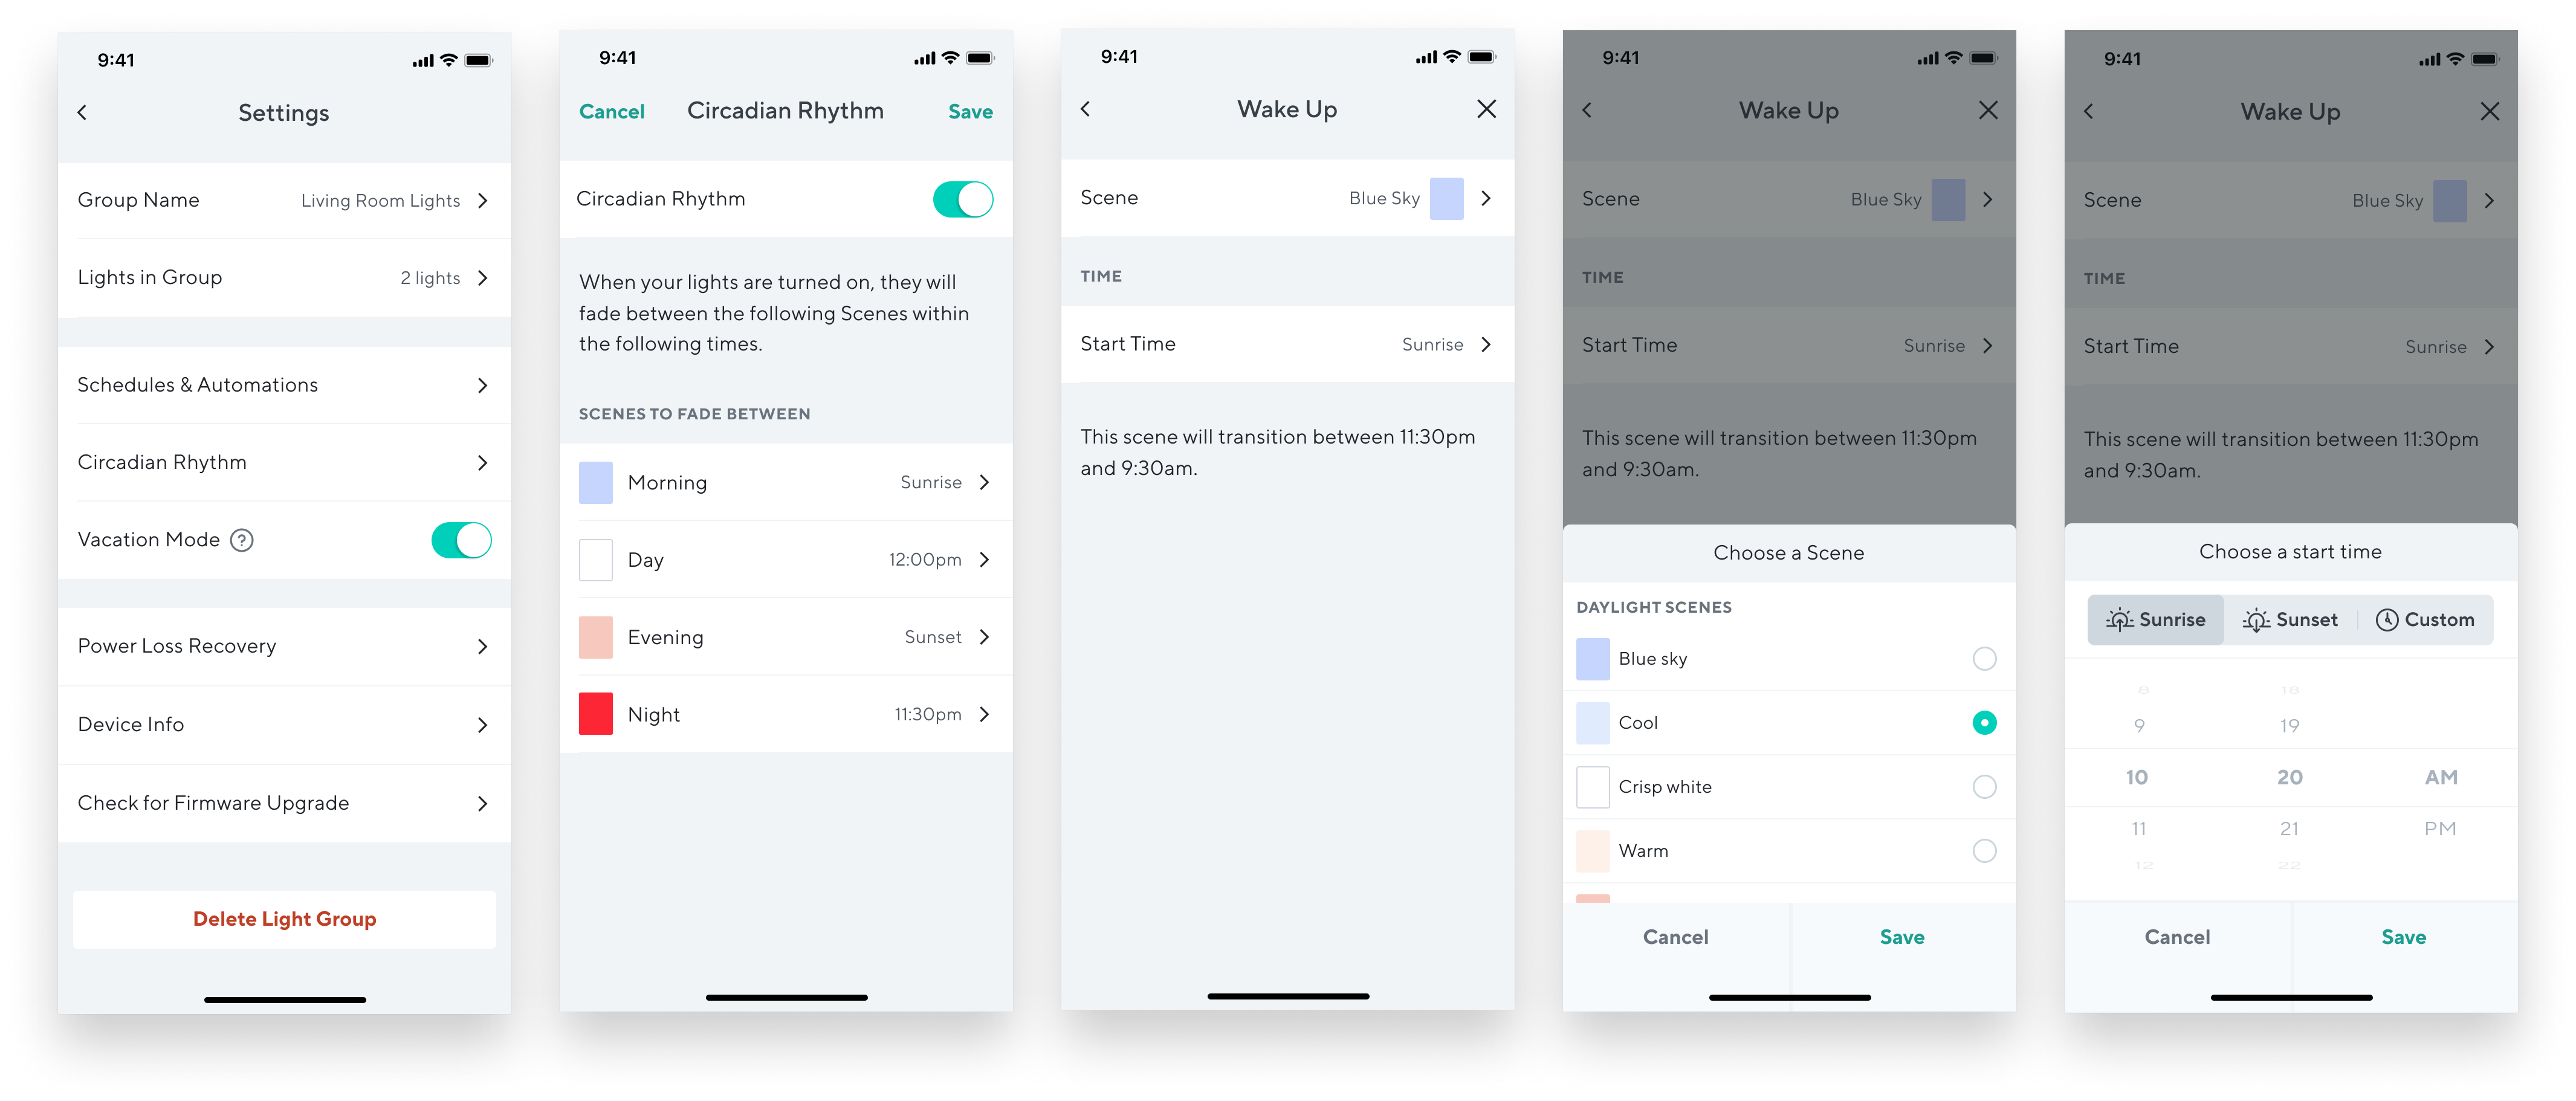 9:41
Settings
Group Name Living Room Lights
Lights in Group 2 lights
Schedules & Automations
Circadian Rhythm
Vacation Mode ?
Power Loss Recovery
Device Info
Check for Firmware Upgrade
Delete Light Group
9:41
Cancel Circadian Rhythm Save
Circadian Rhythm
When your lights are turned on, they will
fade between the following Scenes within
the following times.
SCENES TO FADE BETWEEN
Morning Sunrise
Day 12:00pm
Evening Sunset
Night 11:30pm
9:41
Wake Up
Scene Blue Sky
TIME
Start Time Sunrise
This scene will transition between 11:30pm
and 9:30am.
9:41
Wake Up
Scene Blue Sky
TIME
Start Time Sunrise
This scene will transition between 11:30pm
and 9:30am.
Choose a Scene
DAYLIGHT SCENES
Blue sky
Cool
Crisp white
Warm
Cancel Save
9:41
Wake Up
Scene Blue Sky
TIME
Start Time Sunrise
This scene will transition between 11:30pm
and 9:30am.
Choose a start time
Sunrise Sunset Custom
8 18
9 19
10 20 AM
11 21 PM
12 22
Cancel Save